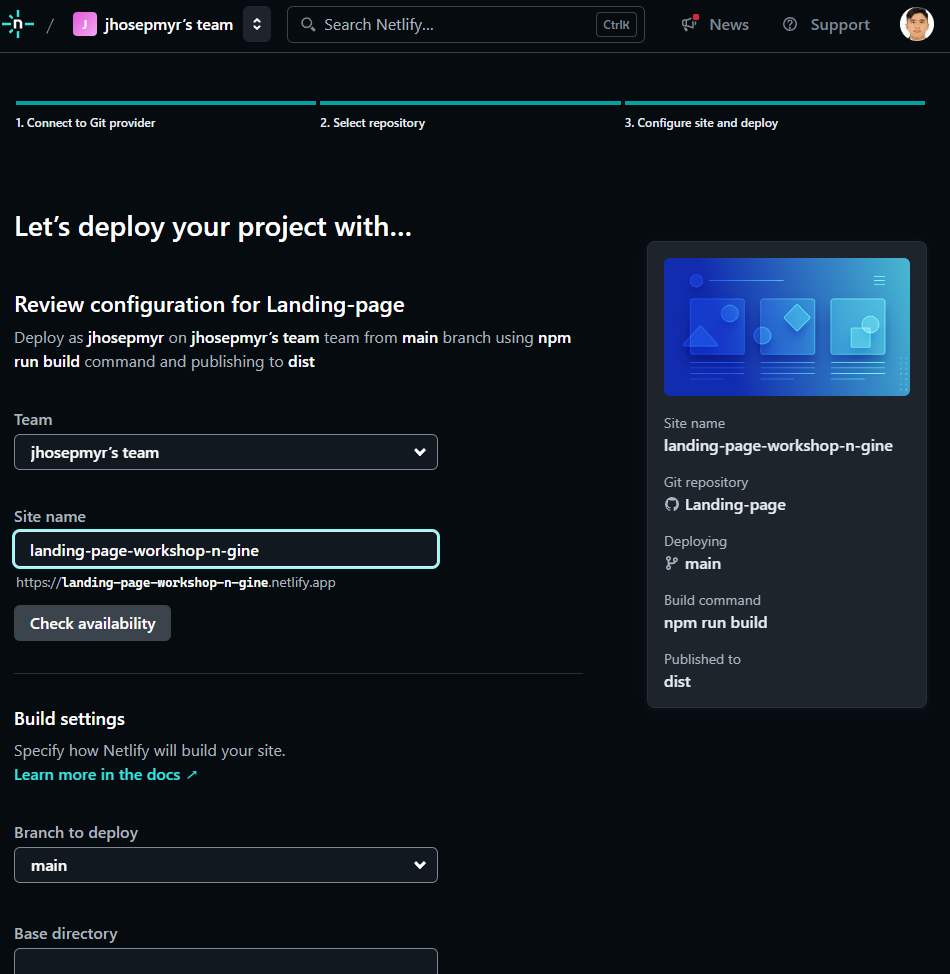 n / J jhosepmyr's team Search Netlify... CtrlK News Support
1. Connect to Git provider 2. Select repository 3. Configure site and deploy
Let's deploy your project with…
Review configuration for Landing-page
Deploy as jhosepmyr on jhosepmyr's team team from main branch using npm
run build command and publishing to dist
Team
jhosepmyr's team
Site name
landing-page-workshop-n-gine
https://landing-page-workshop-n-gine.netlify.app
Check availability
Build settings
Specify how Netlify will build your site.
Learn more in the docs ↗
Branch to deploy
main
Base directory
Site name
landing-page-workshop-n-gine
Git repository
Landing-page
Deploying
main
Build command
npm run build
Published to
dist